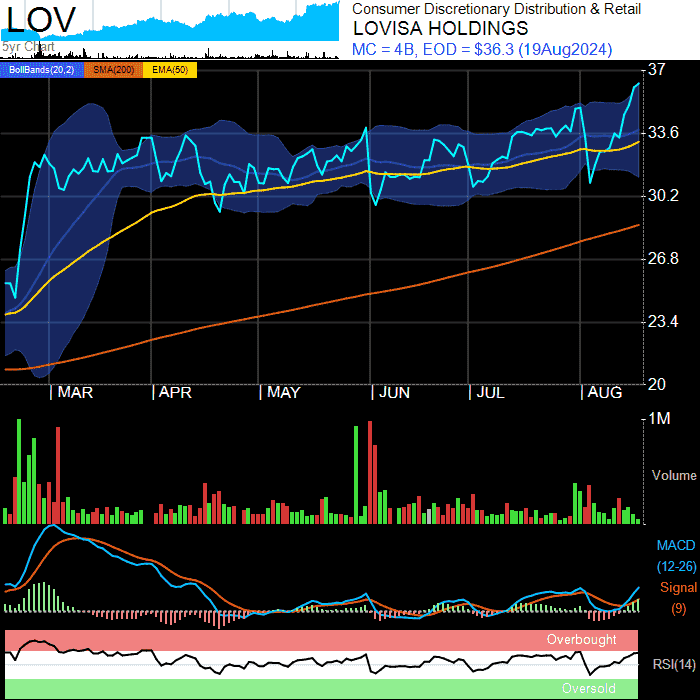 LOV
5yr Chart
Consumer Discretionary Distribution & Retail
LOVISA HOLDINGS
MC = 4B, EOD = $36.3 (19Aug2024)
BollBands(20,2) SMA(200) EMA(50)
37
33.6
30.2
26.8
23.4
20
MAR APR MAY JUN JUL AUG
1M
Volume
MACD
(12-26)
Signal
(9)
Overbought
RSI(14)
Oversold